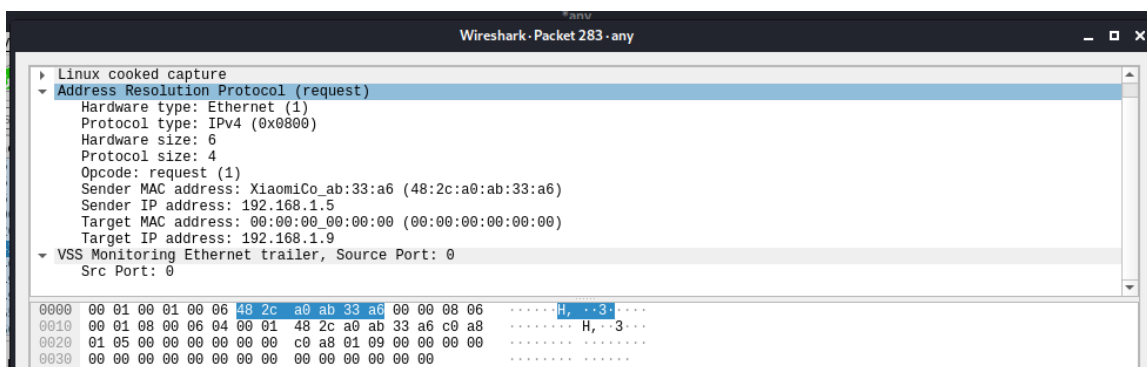 *any
Wireshark · Packet 283 · any
Linux cooked capture
Address Resolution Protocol (request)
Hardware type: Ethernet (1)
Protocol type: IPv4 (0x0800)
Hardware size: 6
Protocol size: 4
Opcode: request (1)
Sender MAC address: XiaomiCo_ab:33:a6 (48:2c:a0:ab:33:a6)
Sender IP address: 192.168.1.5
Target MAC address: 00:00:00_00:00:00 (00:00:00:00:00:00)
Target IP address: 192.168.1.9
VSS Monitoring Ethernet trailer, Source Port: 0
Src Port: 0
0000 00 01 00 01 00 06 48 2c a0 ab 33 a6 00 00 08 06 ······H, ··3·····
0010 00 01 08 00 06 04 00 01 48 2c a0 ab 33 a6 c0 a8 ········ H,··3···
0020 01 05 00 00 00 00 00 00 c0 a8 01 09 00 00 00 00 ········ ········
0030 00 00 00 00 00 00 00 00 00 00 00 00 00 00 ········ ······